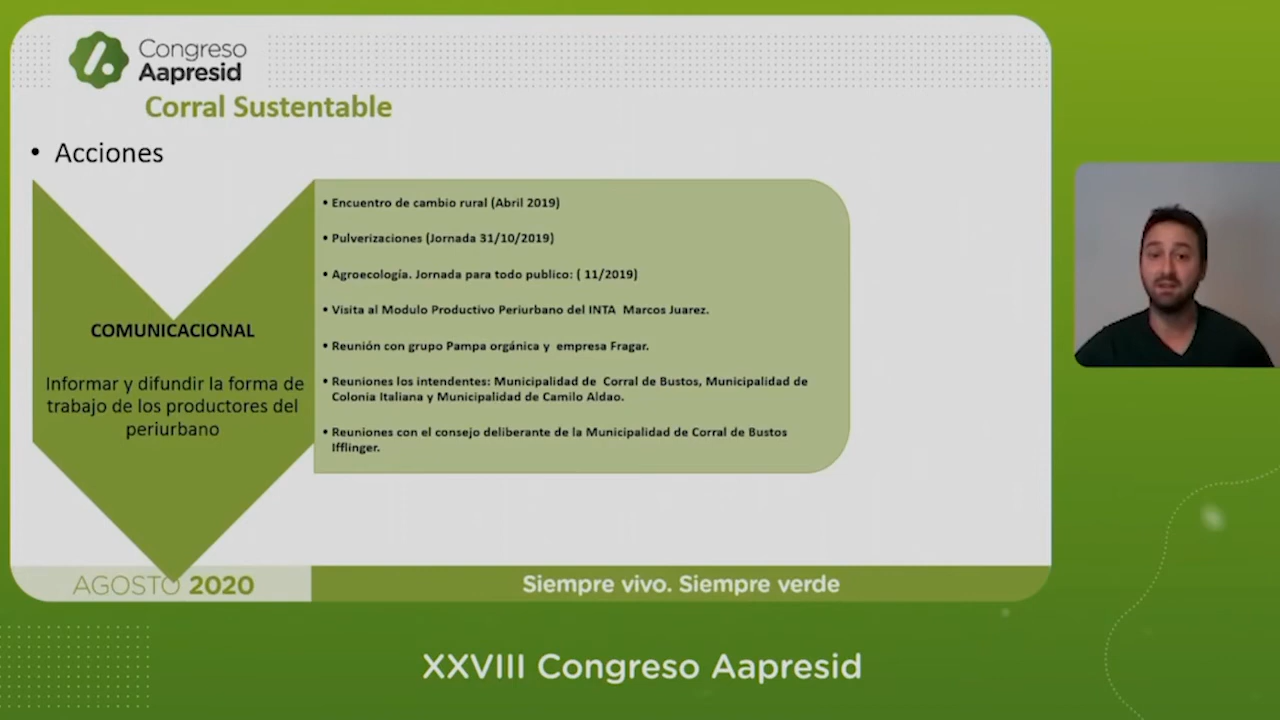 Congreso
Aapresid
Corral Sustentable
• Acciones
COMUNICACIONAL
Informar y difundir la forma de
trabajo de los productores del
periurbano
• Encuentro de cambio rural (Abril 2019)
• Pulverizaciones (Jornada 31/10/2019)
• Agroecología. Jornada para todo publico: ( 11/2019)
• Visita al Modulo Productivo Periurbano del INTA Marcos Juarez.
• Reunión con grupo Pampa orgánica y empresa Fragar.
• Reuniones los intendentes: Municipalidad de Corral de Bustos, Municipalidad de
Colonia Italiana y Municipalidad de Camilo Aldao.
• Reuniones con el consejo deliberante de la Municipalidad de Corral de Bustos
Ifflinger.
AGOSTO 2020
Siempre vivo. Siempre verde
XXVIII Congreso Aapresid